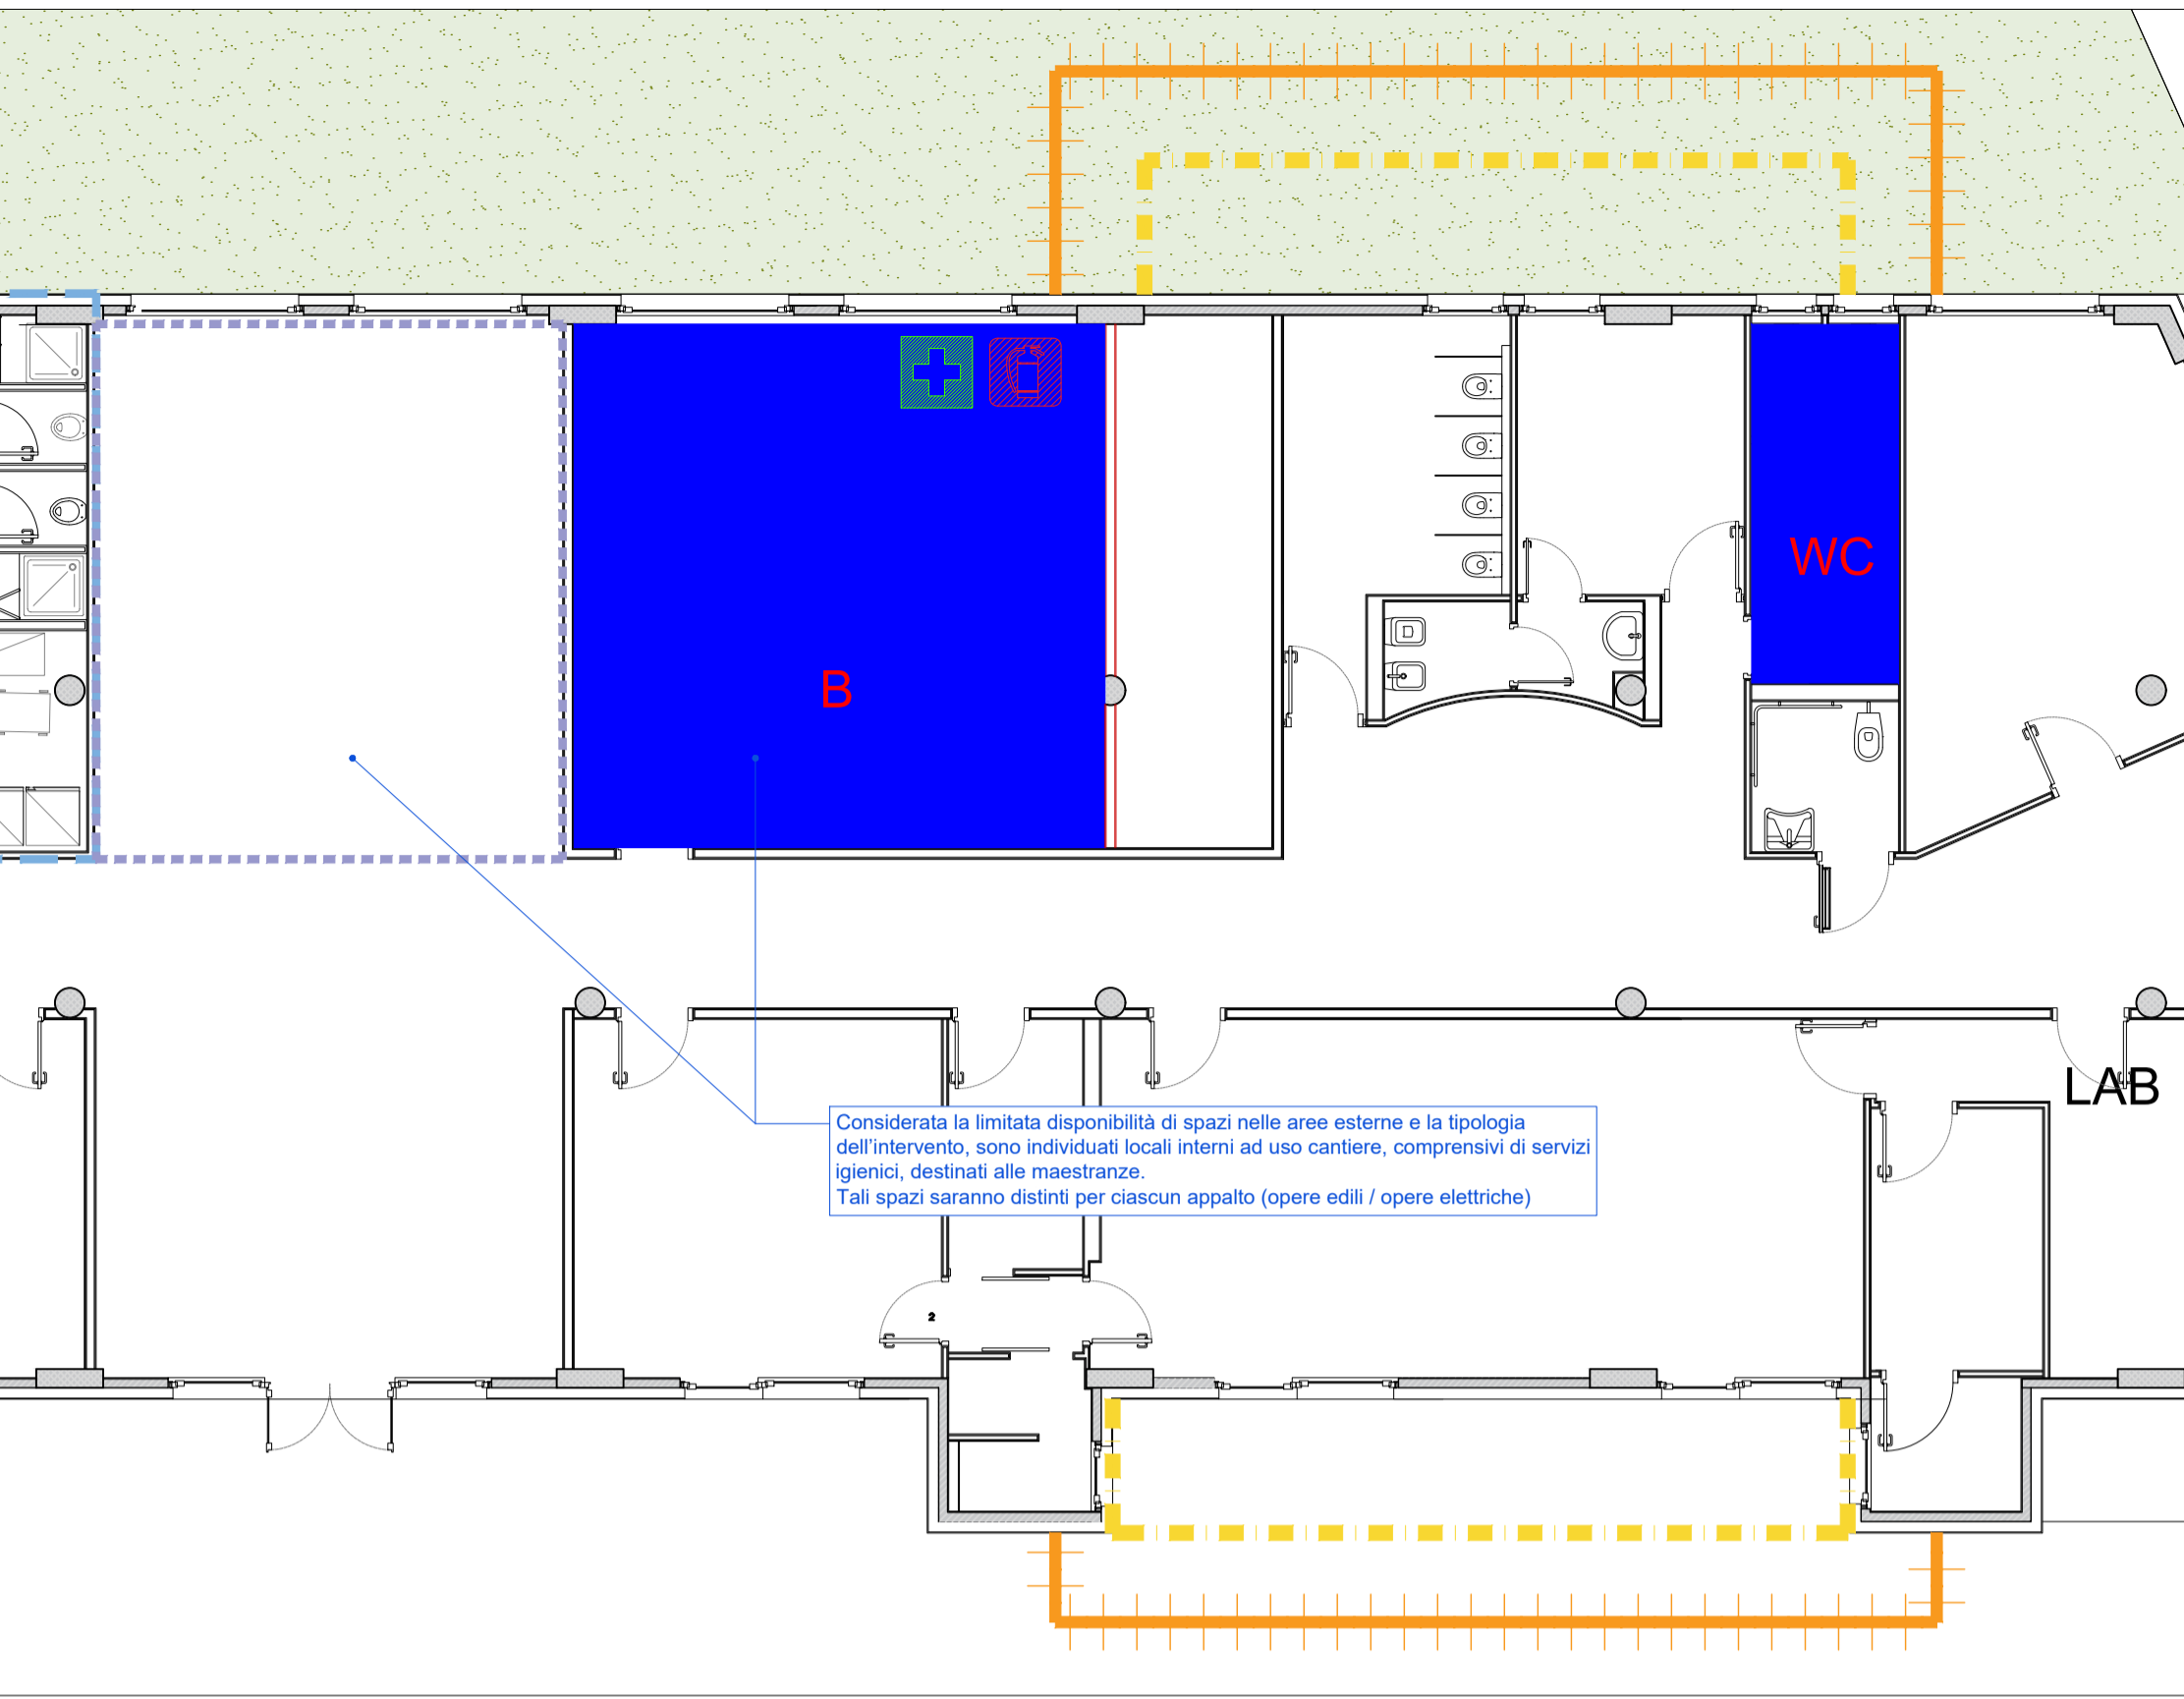 WC
B
LAB
Considerata la limitata disponibilità di spazi nelle aree esterne e la tipologia
dell'intervento, sono individuati locali interni ad uso cantiere, comprensivi di servizi
igienici, destinati alle maestranze.
Tali spazi saranno distinti per ciascun appalto (opere edili / opere elettriche)
2